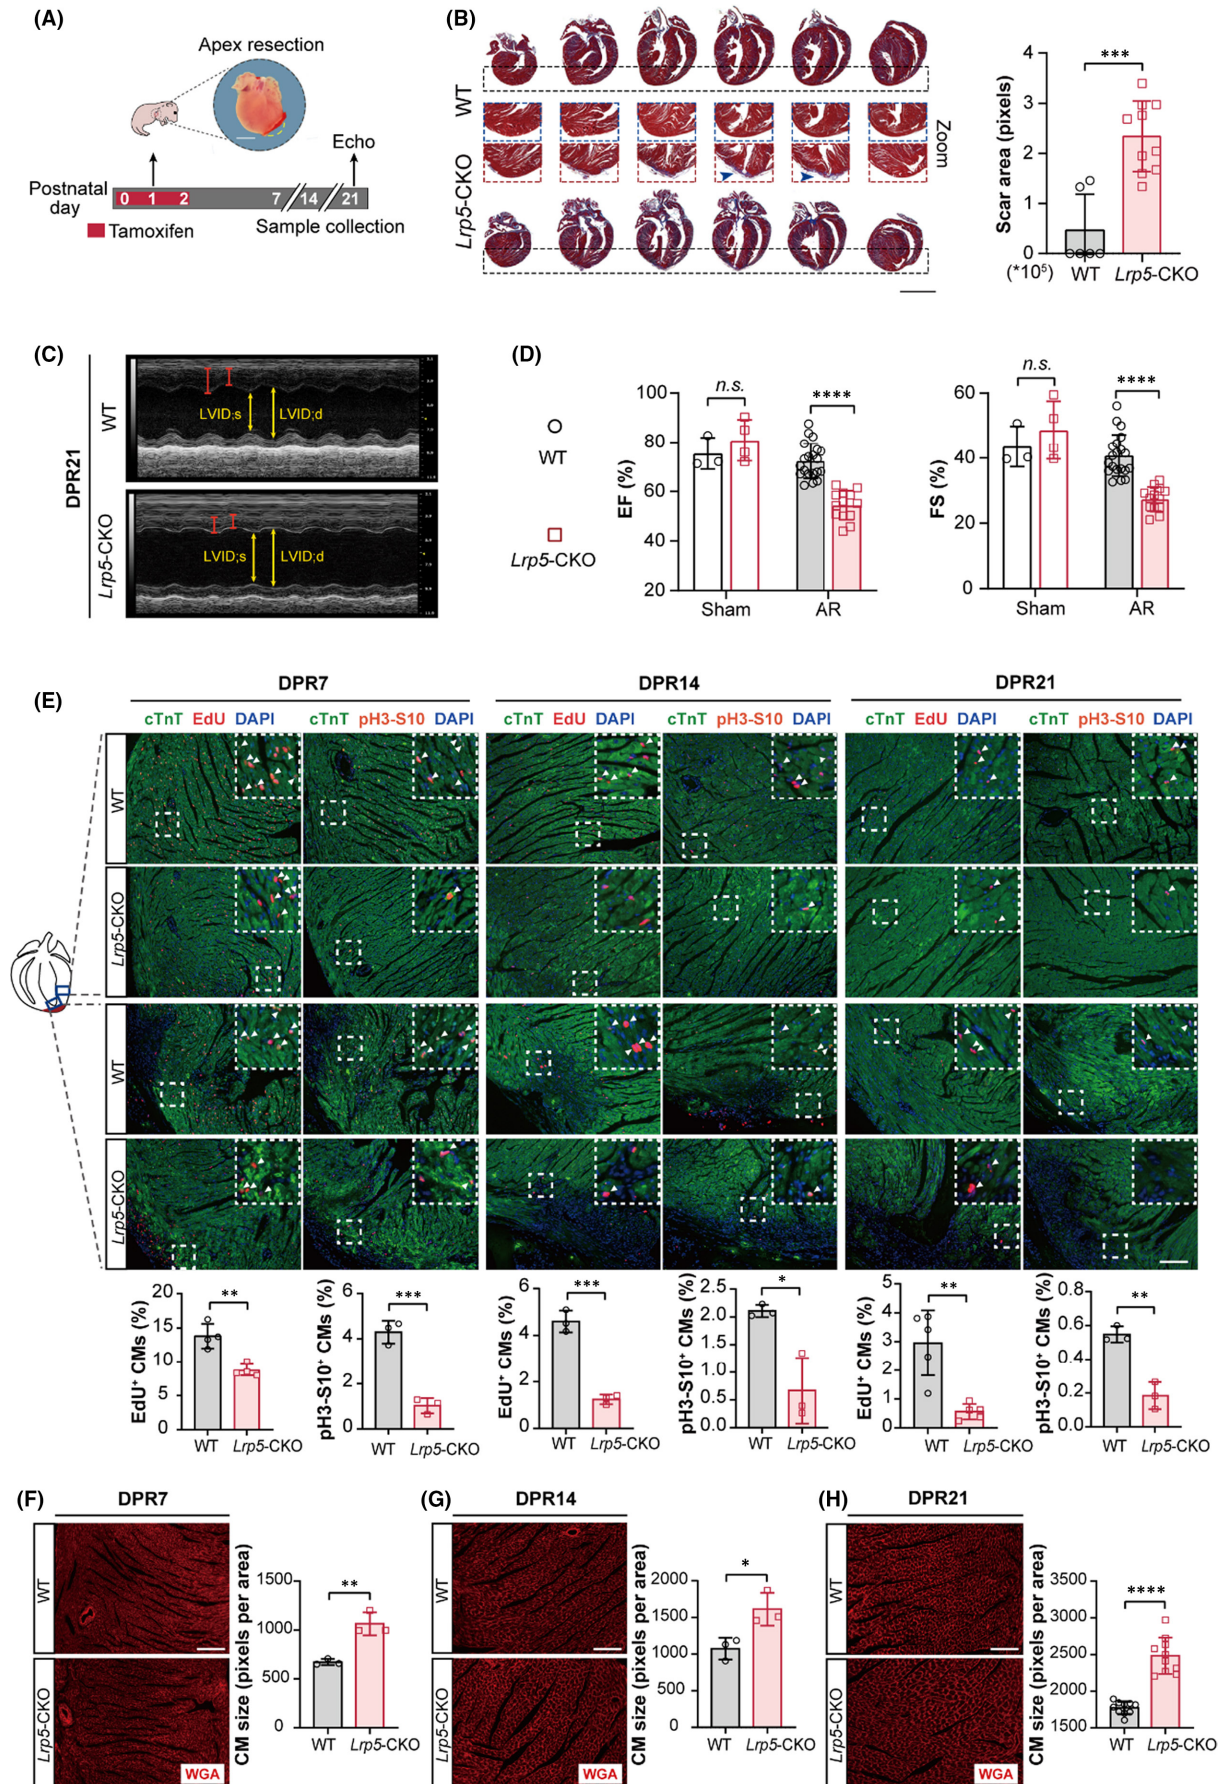 (A)
Apex resection
Echo
Postnatal day
0 1 2 7 14 21
Tamoxifen
Sample collection
(B)
WT
Lrp5-CKO
Zoom
Scar area (pixels)
4
3
2
1
0
(*10⁵)
***
WT Lrp5-CKO
(C)
DPR21
WT
LVID;s LVID;d
Lrp5-CKO
LVID;s LVID;d
(D)
WT
Lrp5-CKO
EF (%)
100
80
60
40
20
n.s. ****
Sham AR
FS (%)
60
40
20
0
n.s. ****
Sham AR
(E)
DPR7 DPR14 DPR21
cTnT EdU DAPI cTnT pH3-S10 DAPI cTnT EdU DAPI cTnT pH3-S10 DAPI cTnT EdU DAPI cTnT pH3-S10 DAPI
WT
Lrp5-CKO
WT
Lrp5-CKO
EdU⁺ CMs (%)
20
15
10
5
0
**
WT Lrp5-CKO
pH3-S10⁺ CMs (%)
6
4
2
0
***
WT Lrp5-CKO
EdU⁺ CMs (%)
6
4
2
0
***
WT Lrp5-CKO
pH3-S10⁺ CMs (%)
2.5
2.0
1.5
1.0
0.5
0.0
*
WT Lrp5-CKO
EdU⁺ CMs (%)
5
4
3
2
1
0
**
WT Lrp5-CKO
pH3-S10⁺ CMs (%)
0.8
0.6
0.4
0.2
0.0
**
WT Lrp5-CKO
(F)
DPR7
WT
Lrp5-CKO
WGA
CM size (pixels per area)
1500
1000
500
0
**
WT Lrp5-CKO
(G)
DPR14
WT
Lrp5-CKO
WGA
CM size (pixels per area)
2000
1500
1000
500
0
*
WT Lrp5-CKO
(H)
DPR21
WT
Lrp5-CKO
WGA
CM size (pixels per area)
3500
3000
2500
2000
1500
****
WT Lrp5-CKO